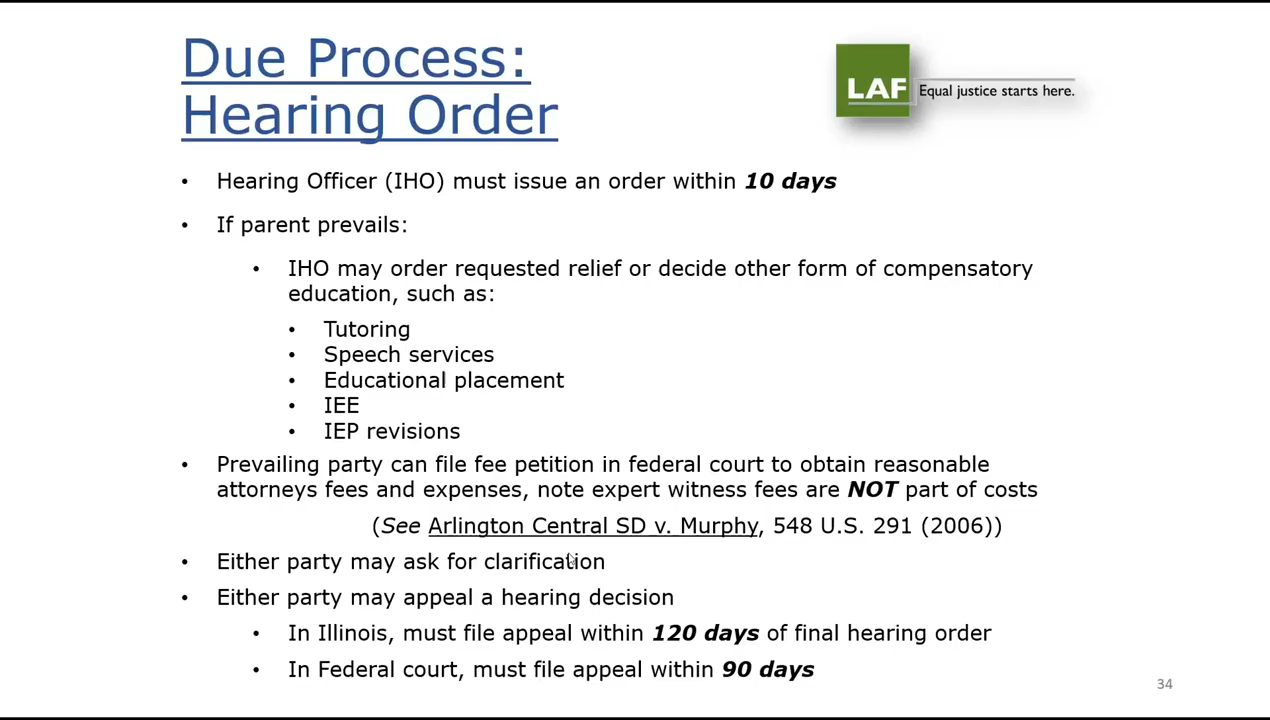 Due Process:
Hearing Order
LAF Equal justice starts here.
• Hearing Officer (IHO) must issue an order within 10 days
• If parent prevails:
• IHO may order requested relief or decide other form of compensatory
education, such as:
• Tutoring
• Speech services
• Educational placement
• IEE
• IEP revisions
• Prevailing party can file fee petition in federal court to obtain reasonable
attorneys fees and expenses, note expert witness fees are NOT part of costs
(See Arlington Central SD v. Murphy, 548 U.S. 291 (2006))
• Either party may ask for clarification
• Either party may appeal a hearing decision
• In Illinois, must file appeal within 120 days of final hearing order
• In Federal court, must file appeal within 90 days
34